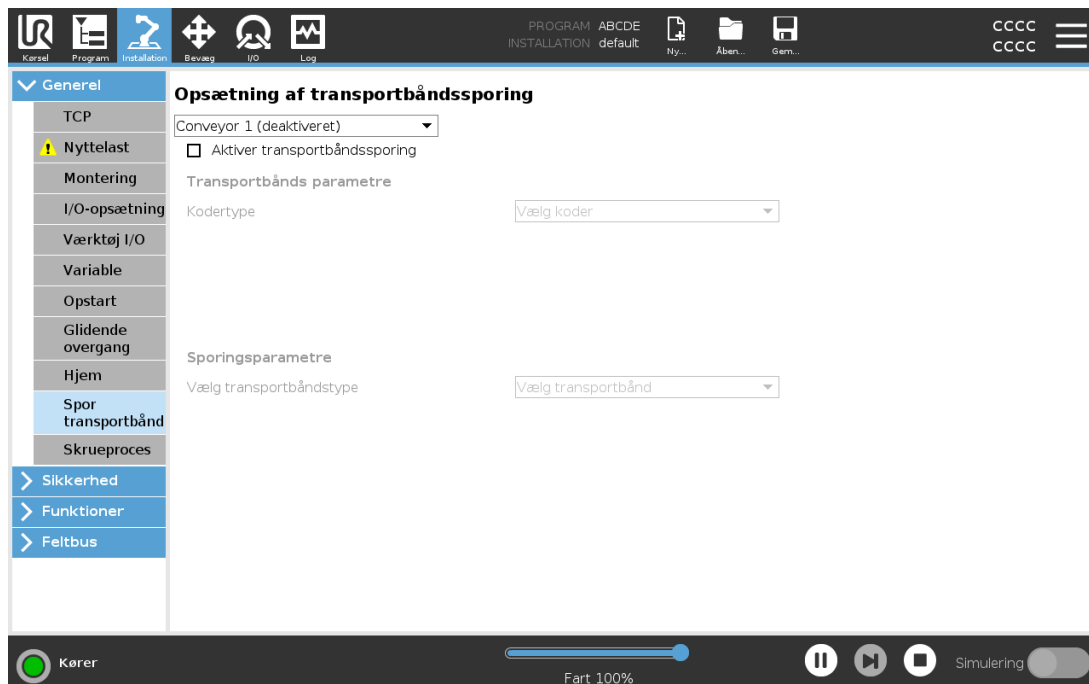 PROGRAM ABCDE
INSTALLATION default
CCCC
CCCC
Kørsel Program Installation Bevæg I/O Log Ny... Åben... Gem...
Generel
TCP
Nyttelast
Montering
I/O-opsætning
Værktøj I/O
Variable
Opstart
Glidende
overgang
Hjem
Spor
transportbånd
Skrueproces
Sikkerhed
Funktioner
Feltbus
Opsætning af transportbåndssporing
Conveyor 1 (deaktiveret)
Aktiver transportbåndssporing
Transportbånds parametre
Kodertype Vælg koder
Sporingsparametre
Vælg transportbåndstype Vælg transportbånd
Kører
Fart 100%
Simulering